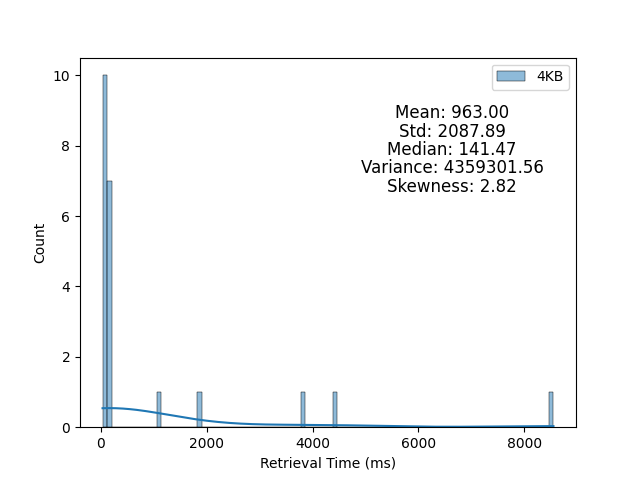 4KB
Mean: 963.00
Std: 2087.89
Median: 141.47
Variance: 4359301.56
Skewness: 2.82
10
8
6
4
2
0
Count
0 2000 4000 6000 8000
Retrieval Time (ms)